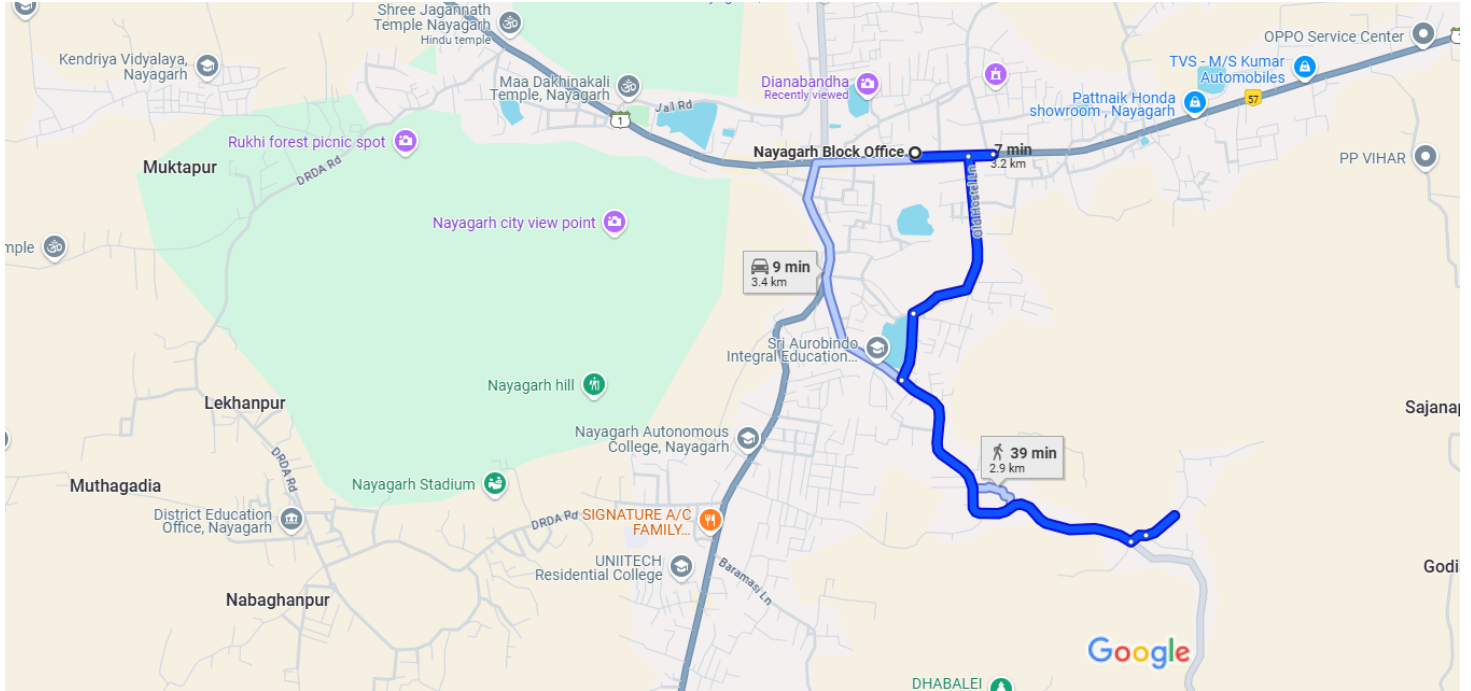 Shree Jagannath
Temple Nayagarh
Hindu temple
OPPO Service Center
1
Kendriya Vidyalaya,
Nayagarh
TVS - M/S Kumar
Automobiles
Maa Dakhinakali
Temple, Nayagarh
Dianabandha
Recently viewed
Pattnaik Honda
showroom , Nayagarh
57
Jail Rd
1
Rukhi forest picnic spot
Nayagarh Block Office
7 min
3.2 km
PP VIHAR
Muktapur
DRDA Rd
Old Hostel Ln
Nayagarh city view point
mple
9 min
3.4 km
Sri Aurobindo
Integral Education...
Nayagarh hill
Lekhanpur
Sajanap
Nayagarh Autonomous
College, Nayagarh
39 min
2.9 km
DRDA Rd
Muthagadia
Nayagarh Stadium
District Education
Office, Nayagarh
DRDA Rd
SIGNATURE A/C
FAMILY...
UNIITECH
Residential College
Baramasi Ln
Godi
Nabaghanpur
Google
DHABALEI